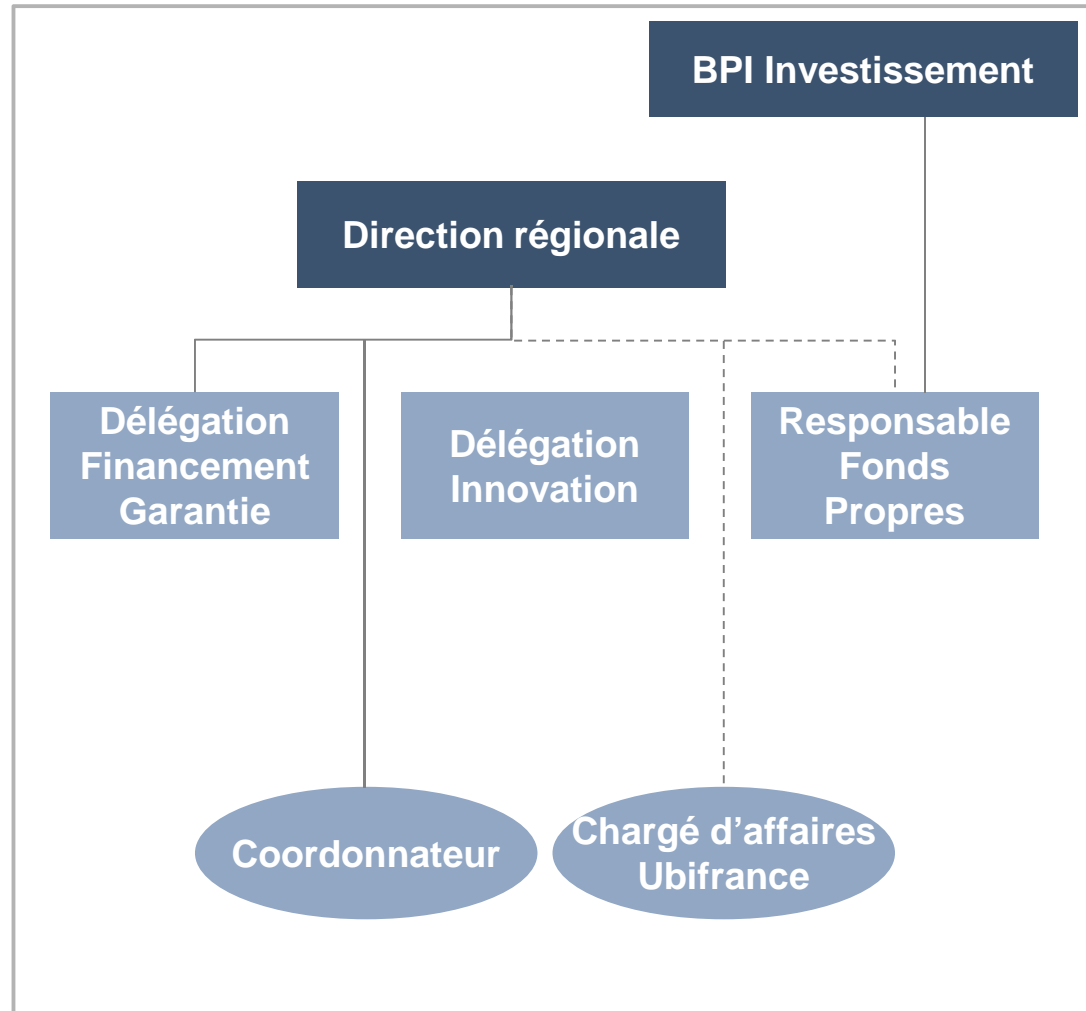 BPI Investissement
Direction régionale
Délégation
Financement
Garantie
Délégation
Innovation
Responsable
Fonds
Propres
Coordonnateur
Chargé d’affaires
Ubifrance